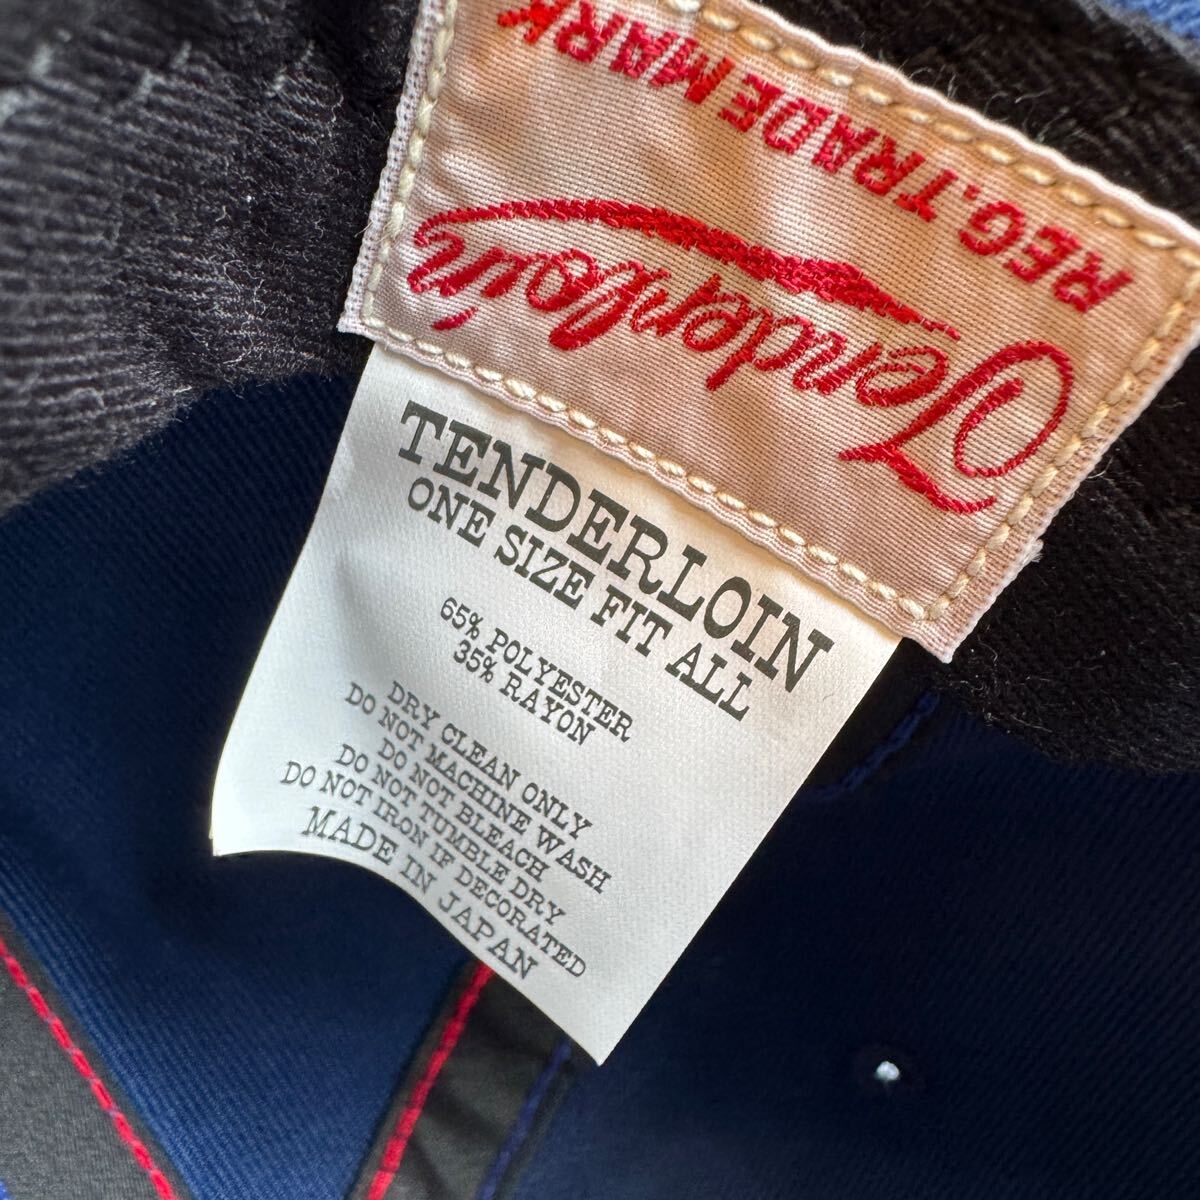 Tenderloin
REG. TRADE MARK
TENDERLOIN
ONE SIZE FIT ALL
65% POLYESTER
35% RAYON
DRY CLEAN ONLY
DO NOT MACHINE WASH
DO NOT BLEACH
DO NOT TUMBLE DRY
DO NOT IRON IF DECORATED
MADE IN JAPAN